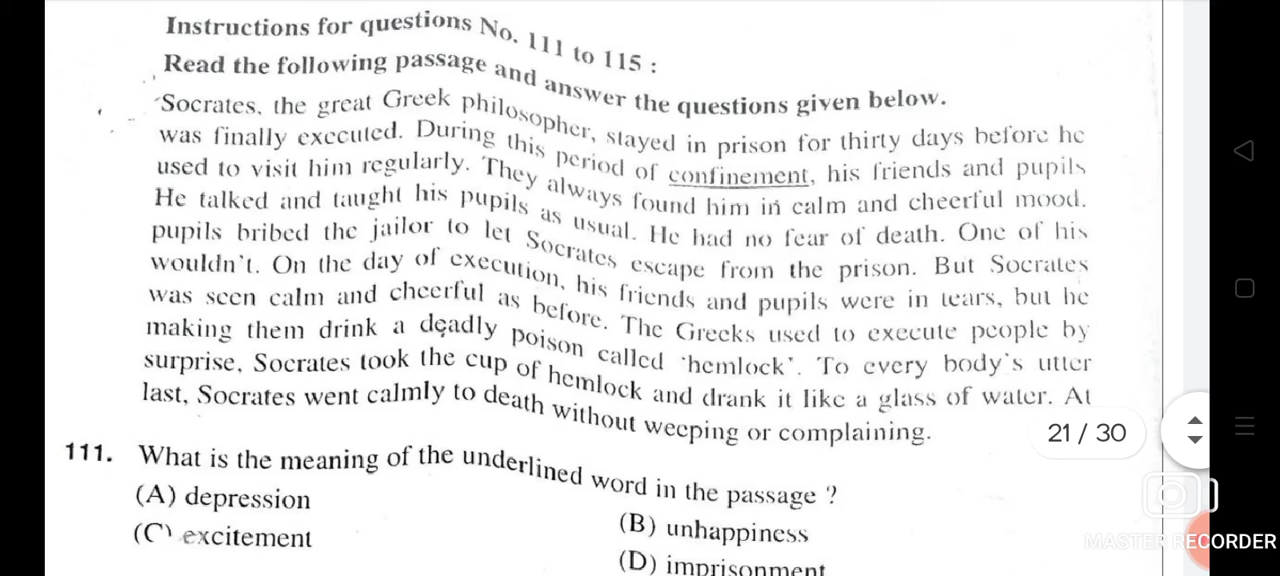 Instructions for questions No. 111 to 115 :
Read the following passage and answer the questions given below.
Socrates, the great Greek philosopher, stayed in prison for thirty days before he
was finally executed. During this period of confinement, his friends and pupils
used to visit him regularly. They always found him in calm and cheerful mood.
He talked and taught his pupils as usual. He had no fear of death. One of his
pupils bribed the jailor to let Socrates escape from the prison. But Socrates
wouldn't. On the day of execution, his friends and pupils were in tears, but he
was seen calm and cheerful as before. The Greeks used to execute people by
making them drink a deadly poison called 'hemlock'. To every body's utter
surprise, Socrates took the cup of hemlock and drank it like a glass of water. At
last, Socrates went calmly to death without weeping or complaining.
21 / 30
111. What is the meaning of the underlined word in the passage ?
(A) depression
(B) unhappiness
(C) excitement
(D) imprisonment
MASTER RECORDER